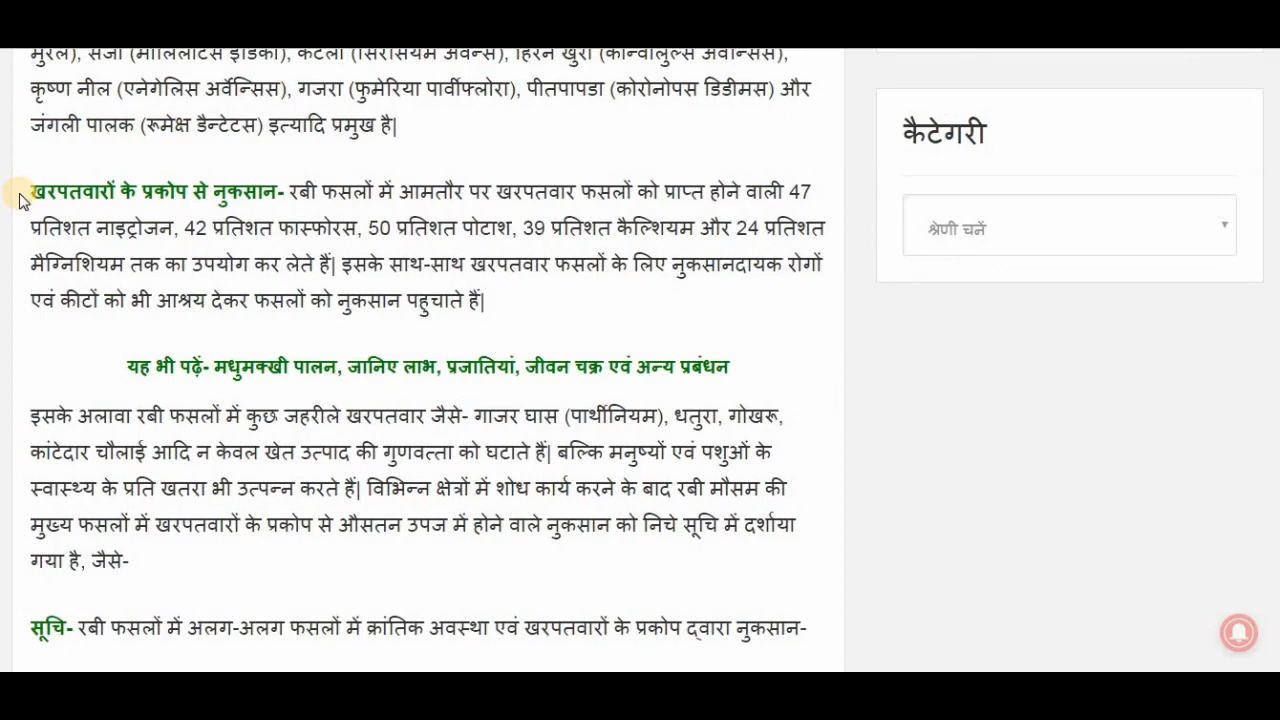 कृष्ण नील (एनेगेलिस अर्वेन्सिस), गजरा (फुमेरिया पार्वीफ्लोरा), पीतपापडा (कोरोनोपस डिडीमस) और
जंगली पालक (रूमेक्ष डैन्टेटस) इत्यादि प्रमुख है|
खरपतवारों के प्रकोप से नुकसान- रबी फसलों में आमतौर पर खरपतवार फसलों को प्राप्त होने वाली 47
प्रतिशत नाइट्रोजन, 42 प्रतिशत फास्फोरस, 50 प्रतिशत पोटाश, 39 प्रतिशत कैल्शियम और 24 प्रतिशत
मैग्निशियम तक का उपयोग कर लेते हैं| इसके साथ-साथ खरपतवार फसलों के लिए नुकसानदायक रोगों
एवं कीटों को भी आश्रय देकर फसलों को नुकसान पहुचाते हैं|
यह भी पढ़ें- मधुमक्खी पालन, जानिए लाभ, प्रजातियां, जीवन चक्र एवं अन्य प्रबंधन
इसके अलावा रबी फसलों में कुछ जहरीले खरपतवार जैसे- गाजर घास (पार्थीनियम), धतुरा, गोखरू,
कांटेदार चौलाई आदि न केवल खेत उत्पाद की गुणवत्ता को घटाते हैं| बल्कि मनुष्यों एवं पशुओं के
स्वास्थ्य के प्रति खतरा भी उत्पन्न करते हैं| विभिन्न क्षेत्रों में शोध कार्य करने के बाद रबी मौसम की
मुख्य फसलों में खरपतवारों के प्रकोप से औसतन उपज में होने वाले नुकसान को निचे सूचि में दर्शाया
गया है, जैसे-
सूचि- रबी फसलों में अलग-अलग फसलों में क्रांतिक अवस्था एवं खरपतवारों के प्रकोप द्वारा नुकसान-
कैटेगरी
श्रेणी चनें